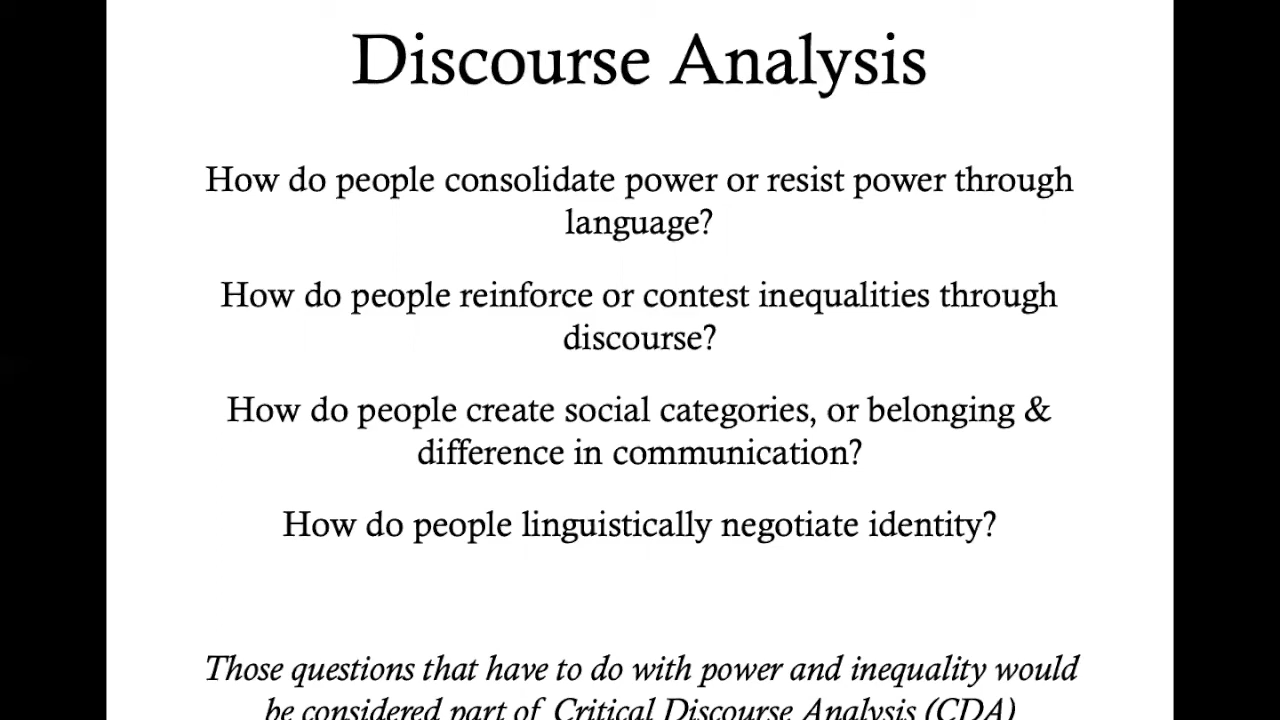 Discourse Analysis
How do people consolidate power or resist power through
language?
How do people reinforce or contest inequalities through
discourse?
How do people create social categories, or belonging &
difference in communication?
How do people linguistically negotiate identity?
Those questions that have to do with power and inequality would
be considered part of Critical Discourse Analysis (CDA)